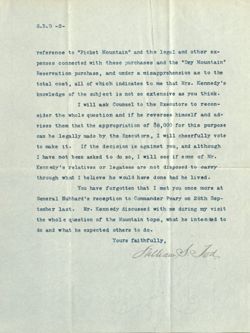 S.D.D -2-
reference to "Picket Mountain" and the legal and other ex-
penses connected with these purchases and the "Dry Mountain"
Reservation purchase, and under a misapprehension as to the
total cost, all of which indicates to me that Mrs. Kennedy's
knowledge of the subject is not so extensive as you think.
I will ask Counsel to the Executors to recon-
sider the whole question and if he reverses himself and ad-
vises them that the appropriation of $8,000 for this purpose
can be legally made by the Executors, I will cheerfully vote
to make it. If the decision is against you, and although
I have not been asked to do so, I will see if some of Mr.
Kennedy's relatives or legatees are not disposed to carry
through what I believe he would have done had he lived.
You have forgotten that I met you once more at
General Hubbard's reception to Commander Peary on 28th Sep-
tember last. Mr. Kennedy discussed with me during my visit
the whole question of the Mountain tops, what he intended to
do and what he expected others to do.
Yours faithfully,
William S. Tod